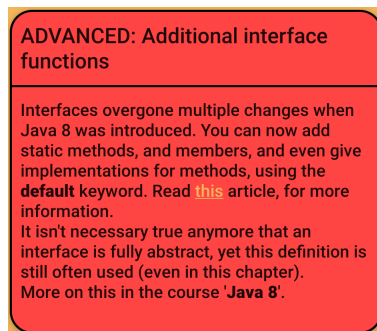 ADVANCED: Additional interface
functions
Interfaces overgone multiple changes when
Java 8 was introduced. You can now add
static methods, and members, and even give
implementations for methods, using the
default keyword. Read this article, for more
information.
It isn't necessary true anymore that an
interface is fully abstract, yet this definition is
still often used (even in this chapter).
More on this in the course 'Java 8'.